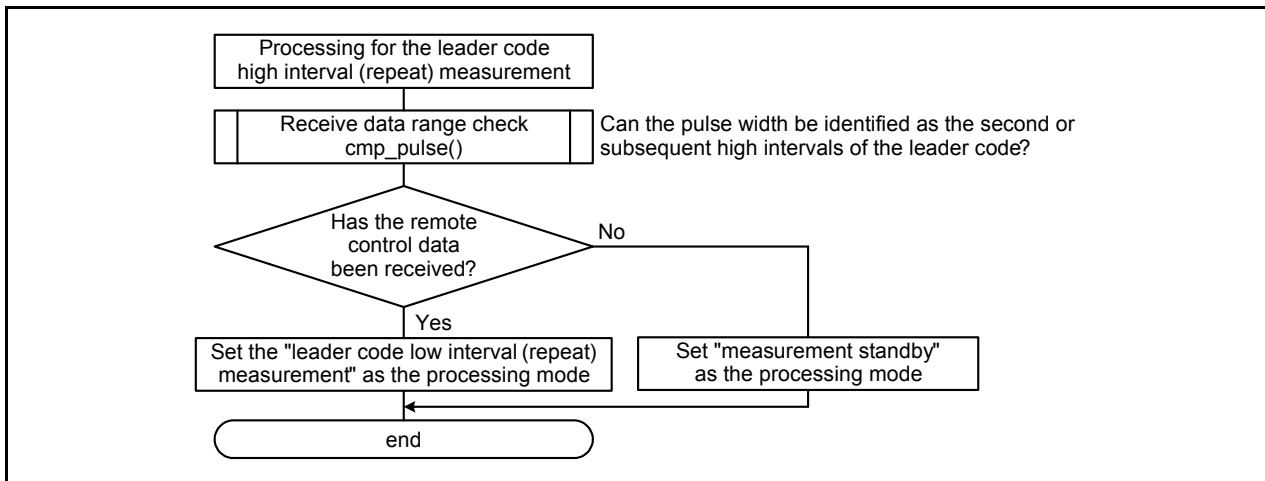 Processing for the leader code
high interval (repeat) measurement
Receive data range check
cmp_pulse()
Can the pulse width be identified as the second or
subsequent high intervals of the leader code?
Has the remote
control data
been received?
No
Yes
Set the "leader code low interval (repeat)
measurement" as the processing mode
Set "measurement standby"
as the processing mode
end